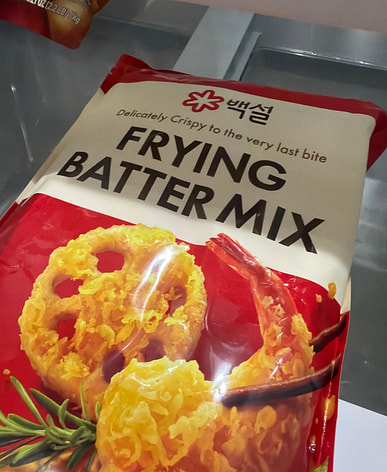 백설
Delicately Crispy to the very last bite
FRYING
BATTER MIX